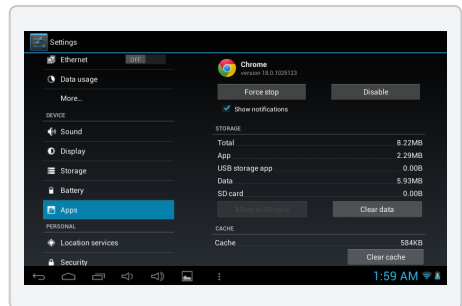 Settings
Ethernet OFF
Data usage
More...
DEVICE
Sound
Display
Storage
Battery
Apps
PERSONAL
Location services
Security
Chrome
version 18.0.1025123
Force stop Disable
Show notifications
STORAGE
Total 8.22MB
App 2.29MB
USB storage app 0.00B
Data 5.93MB
SD card 0.00B
Move to SD card Clear data
CACHE
Cache 584KB
Clear cache
1:59 AM